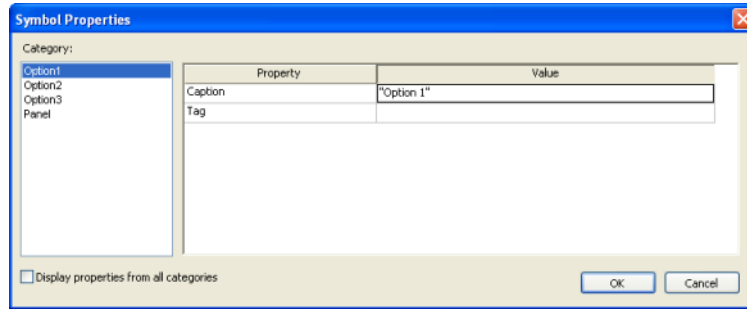 Symbol Properties
Category:
Option1
Option2
Option3
Panel
Property Value
Caption "Option 1"
Tag
Display properties from all categories
OK Cancel